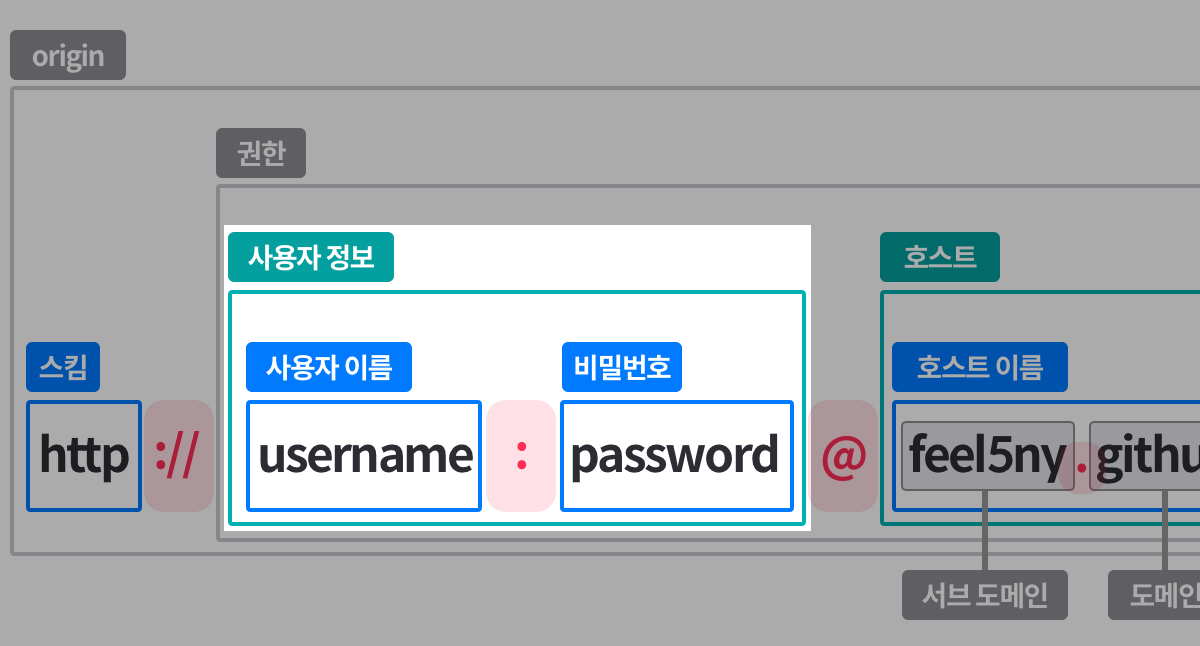 origin
권한
사용자 정보
호스트
스킴
사용자 이름
비밀번호
호스트 이름
http :// username : password @ feel5ny . githu
서브 도메인
도메인